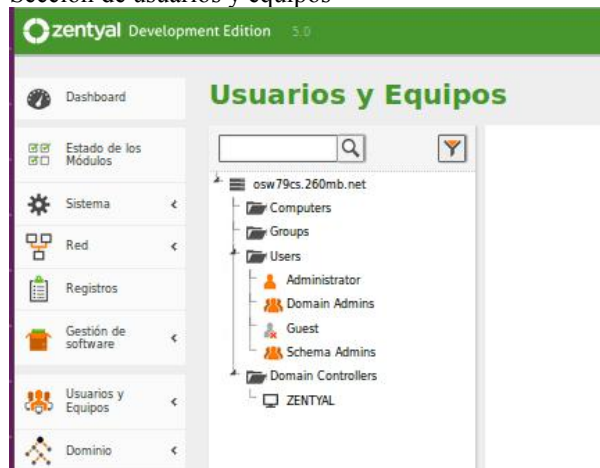 Sección de usuarios y equipos
zentyal Development Edition 5.0
Dashboard
Estado de los
Módulos
Sistema
Red
Registros
Gestión de
software
Usuarios y
Equipos
Dominio
Usuarios y Equipos
osw79cs.260mb.net
Computers
Groups
Users
Administrator
Domain Admins
Guest
Schema Admins
Domain Controllers
ZENTYAL